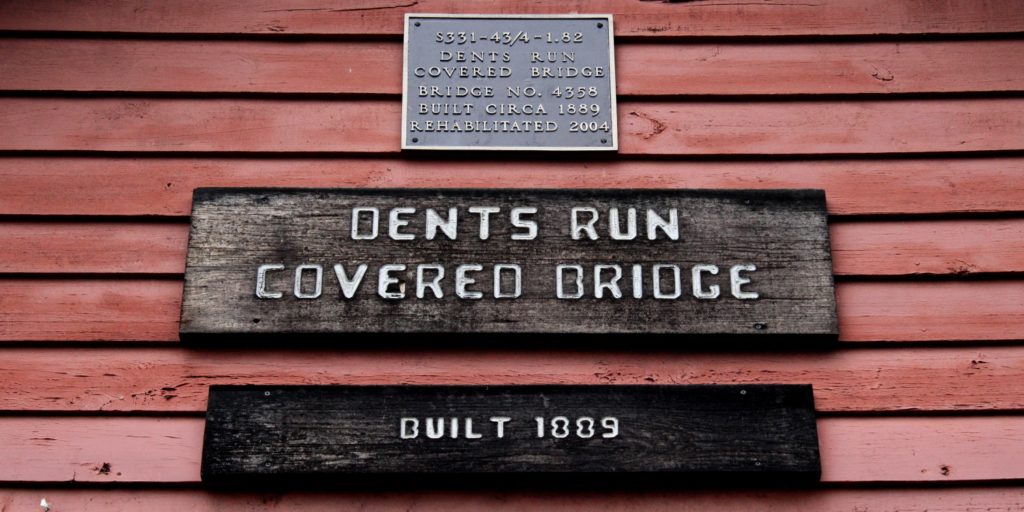 S331-43/4-1.82
DENTS RUN
COVERED BRIDGE
BRIDGE NO. 4358
BUILT CIRCA 1889
REHABILITATED 2004
DENTS RUN
COVERED BRIDGE
BUILT 1889